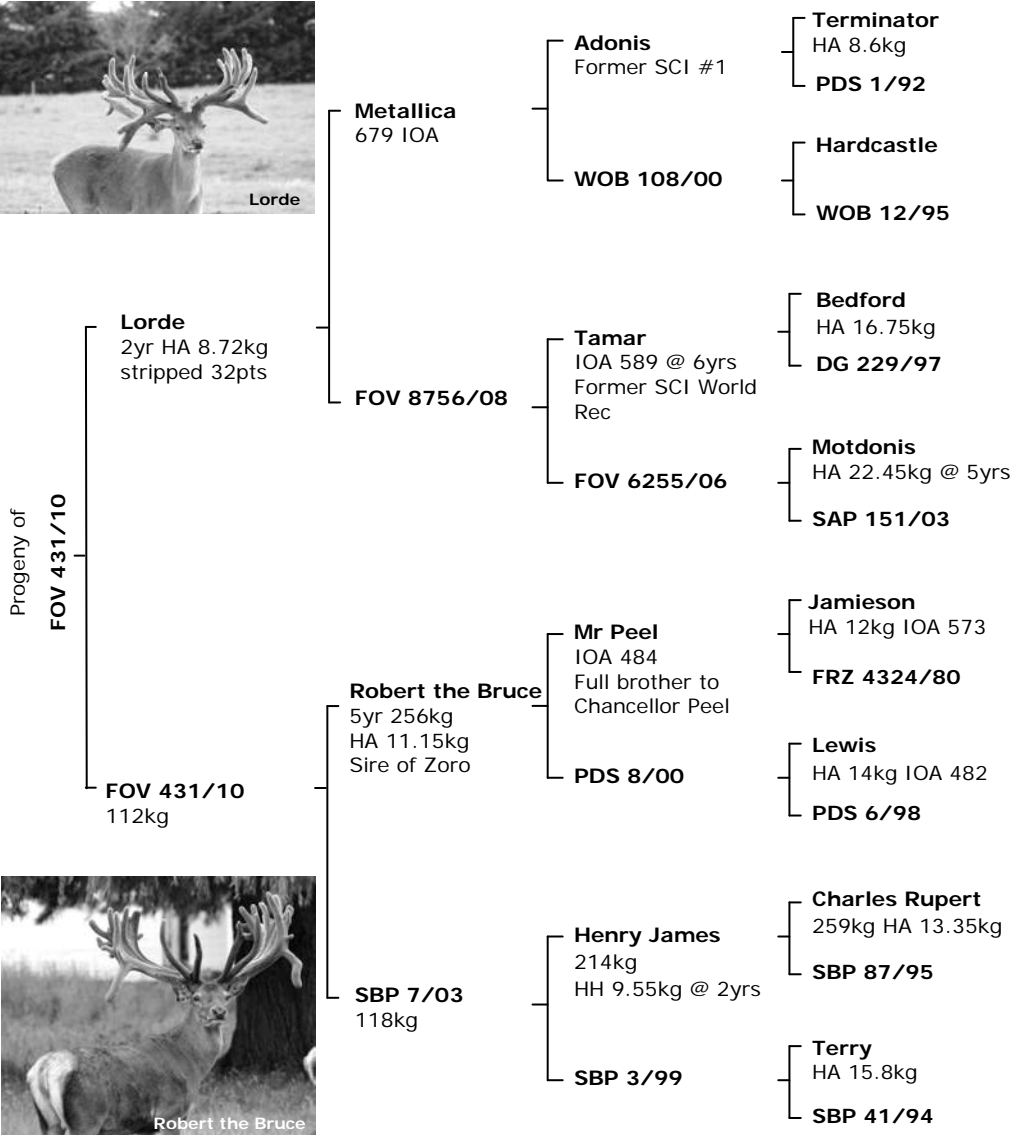 Lorde
Progeny of
FOV 431/10
Lorde
2yr HA 8.72kg
stripped 32pts
FOV 431/10
112kg
Metallica
679 IOA
FOV 8756/08
Robert the Bruce
5yr 256kg
HA 11.15kg
Sire of Zoro
SBP 7/03
118kg
Adonis
Former SCI #1
WOB 108/00
Tamar
IOA 589 @ 6yrs
Former SCI World
Rec
FOV 6255/06
Mr Peel
IOA 484
Full brother to
Chancellor Peel
PDS 8/00
Henry James
214kg
HH 9.55kg @ 2yrs
SBP 3/99
Terminator
HA 8.6kg
PDS 1/92
Hardcastle
WOB 12/95
Bedford
HA 16.75kg
DG 229/97
Motdonis
HA 22.45kg @ 5yrs
SAP 151/03
Jamieson
HA 12kg IOA 573
FRZ 4324/80
Lewis
HA 14kg IOA 482
PDS 6/98
Charles Rupert
259kg HA 13.35kg
SBP 87/95
Terry
HA 15.8kg
SBP 41/94
Robert the Bruce